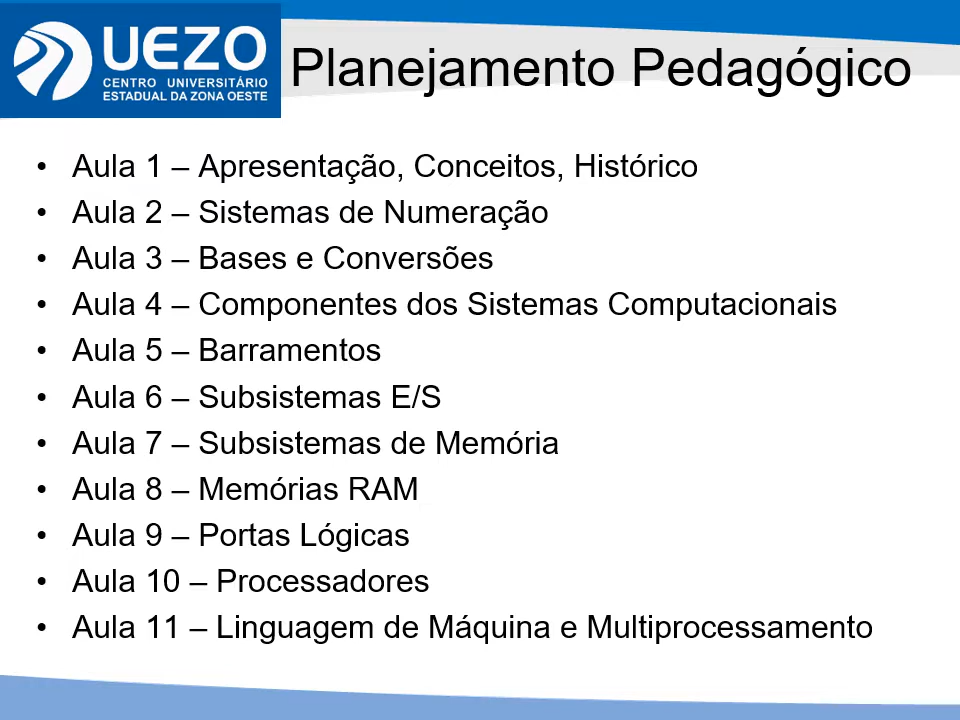 UEZO
CENTRO UNIVERSITÁRIO
ESTADUAL DA ZONA OESTE
Planejamento Pedagógico
• Aula 1 – Apresentação, Conceitos, Histórico
• Aula 2 – Sistemas de Numeração
• Aula 3 – Bases e Conversões
• Aula 4 – Componentes dos Sistemas Computacionais
• Aula 5 – Barramentos
• Aula 6 – Subsistemas E/S
• Aula 7 – Subsistemas de Memória
• Aula 8 – Memórias RAM
• Aula 9 – Portas Lógicas
• Aula 10 – Processadores
• Aula 11 – Linguagem de Máquina e Multiprocessamento